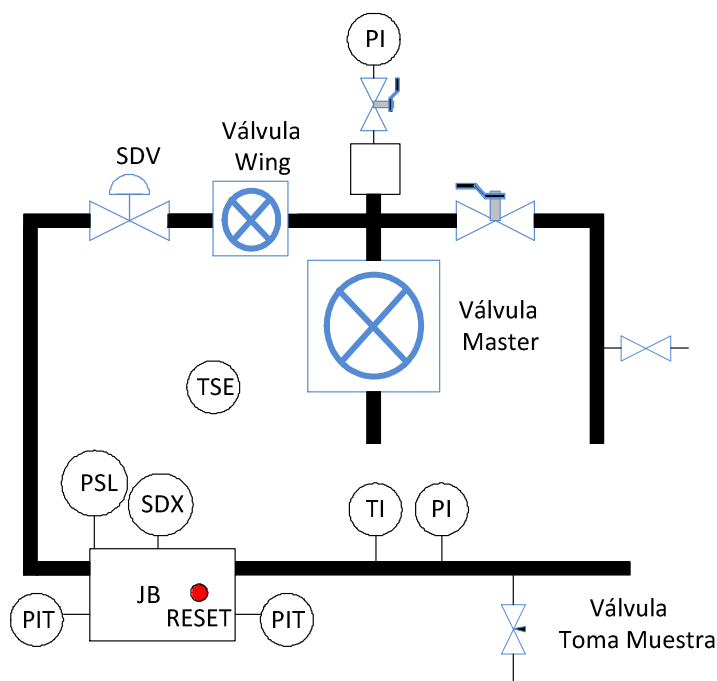 PI
Válvula
Wing
SDV
Válvula
Master
TSE
PSL
SDX
TI
PI
JB
RESET
PIT
PIT
Válvula
Toma Muestra